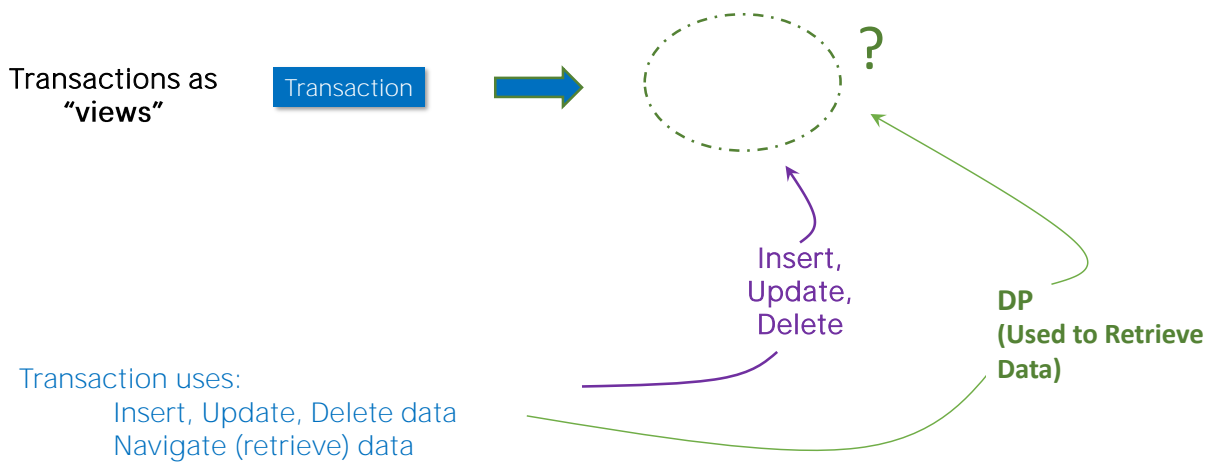 ?
Transactions as
"views"
Transaction
Insert,
Update,
Delete
DP
(Used to Retrieve
Data)
Transaction uses:
Insert, Update, Delete data
Navigate (retrieve) data